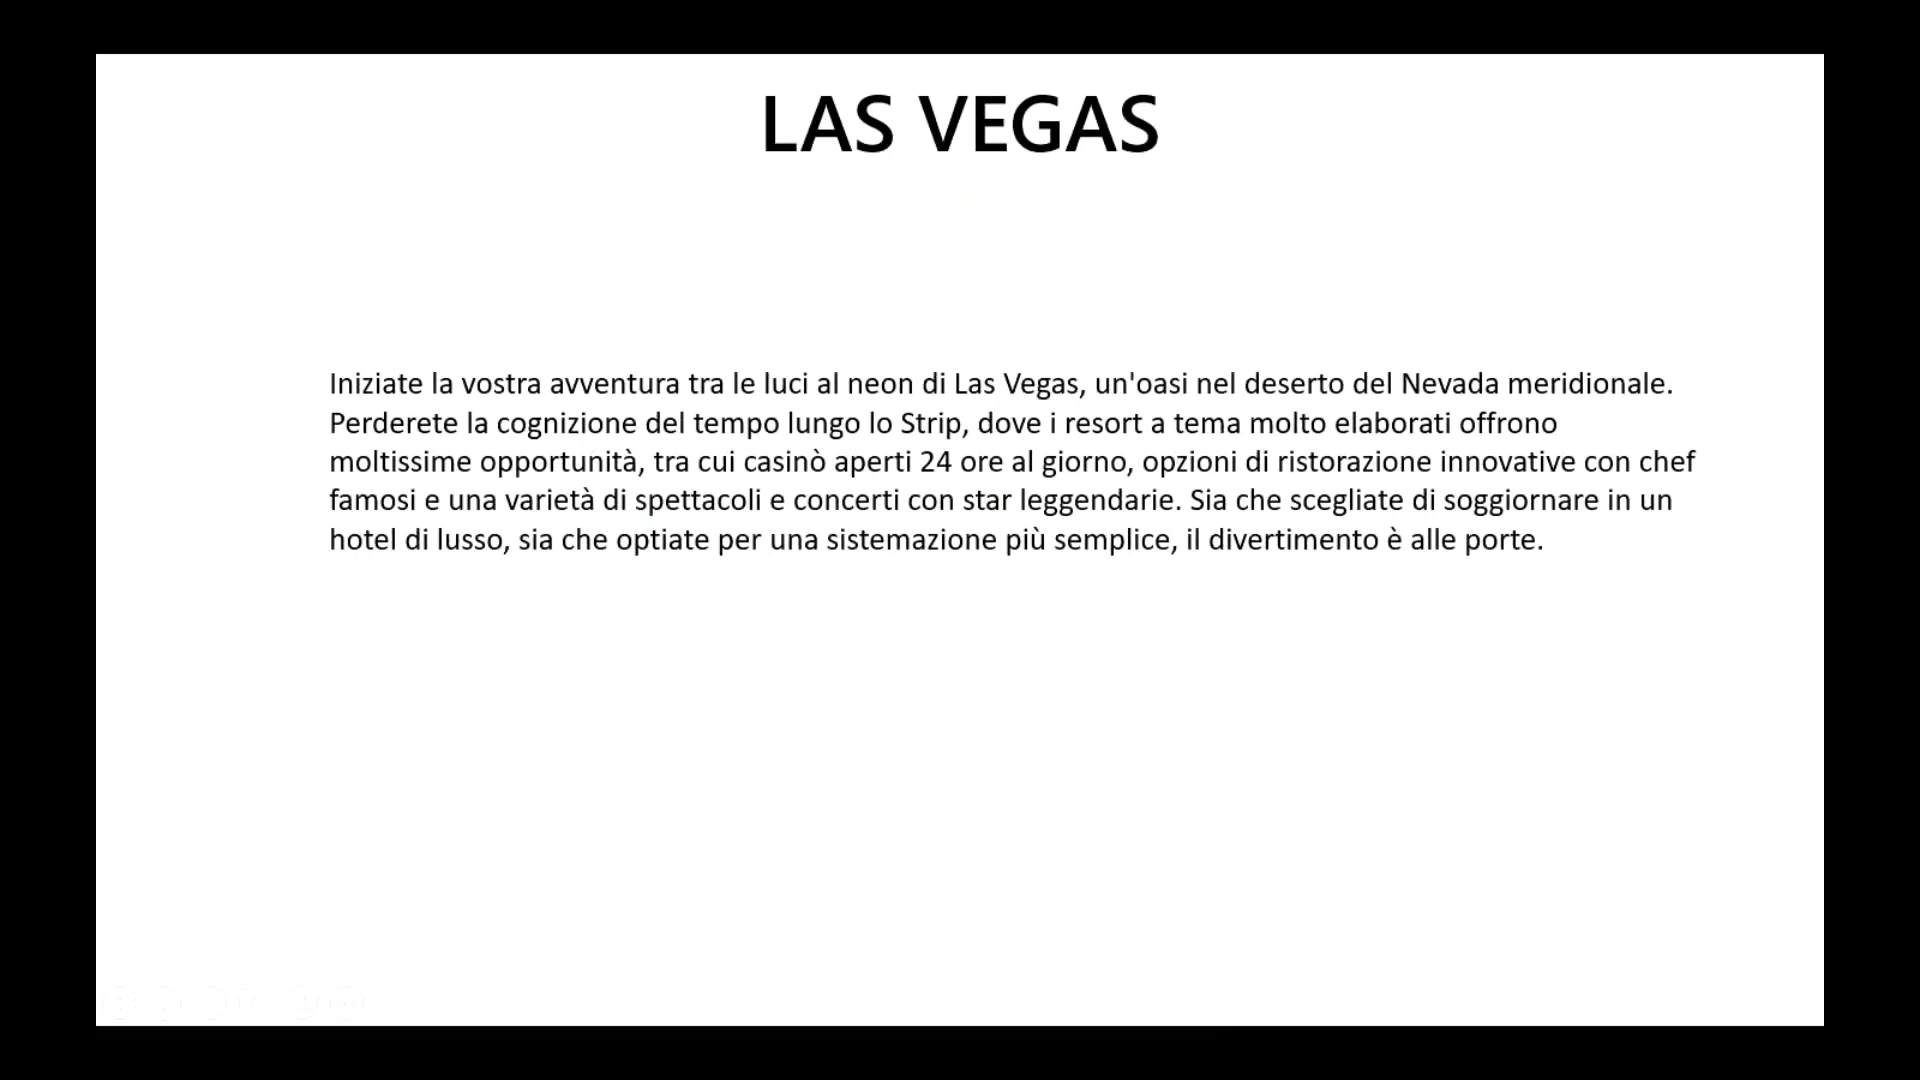 LAS VEGAS
Iniziate la vostra avventura tra le luci al neon di Las Vegas, un'oasi nel deserto del Nevada meridionale.
Perderete la cognizione del tempo lungo lo Strip, dove i resort a tema molto elaborati offrono
moltissime opportunità, tra cui casinò aperti 24 ore al giorno, opzioni di ristorazione innovative con chef
famosi e una varietà di spettacoli e concerti con star leggendarie. Sia che scegliate di soggiornare in un
hotel di lusso, sia che optiate per una sistemazione più semplice, il divertimento è alle porte.